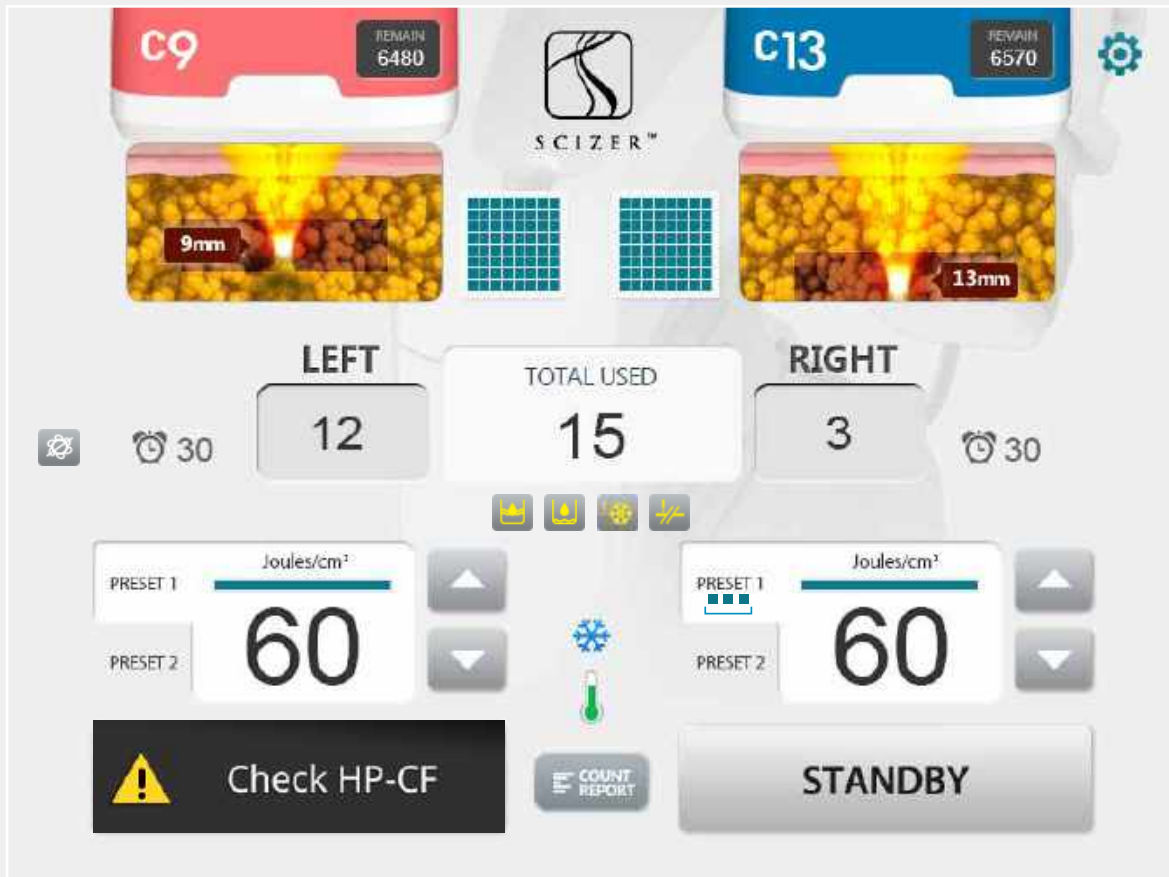 C9
REMAIN
6480
SCIZER™
C13
REMAIN
6570
9mm
13mm
LEFT
TOTAL USED
RIGHT
30
12
15
3
30
PRESET 1
Joules/cm²
60
PRESET 2
PRESET 1
Joules/cm²
60
PRESET 2
Check HP-CF
COUNT
REPORT
STANDBY